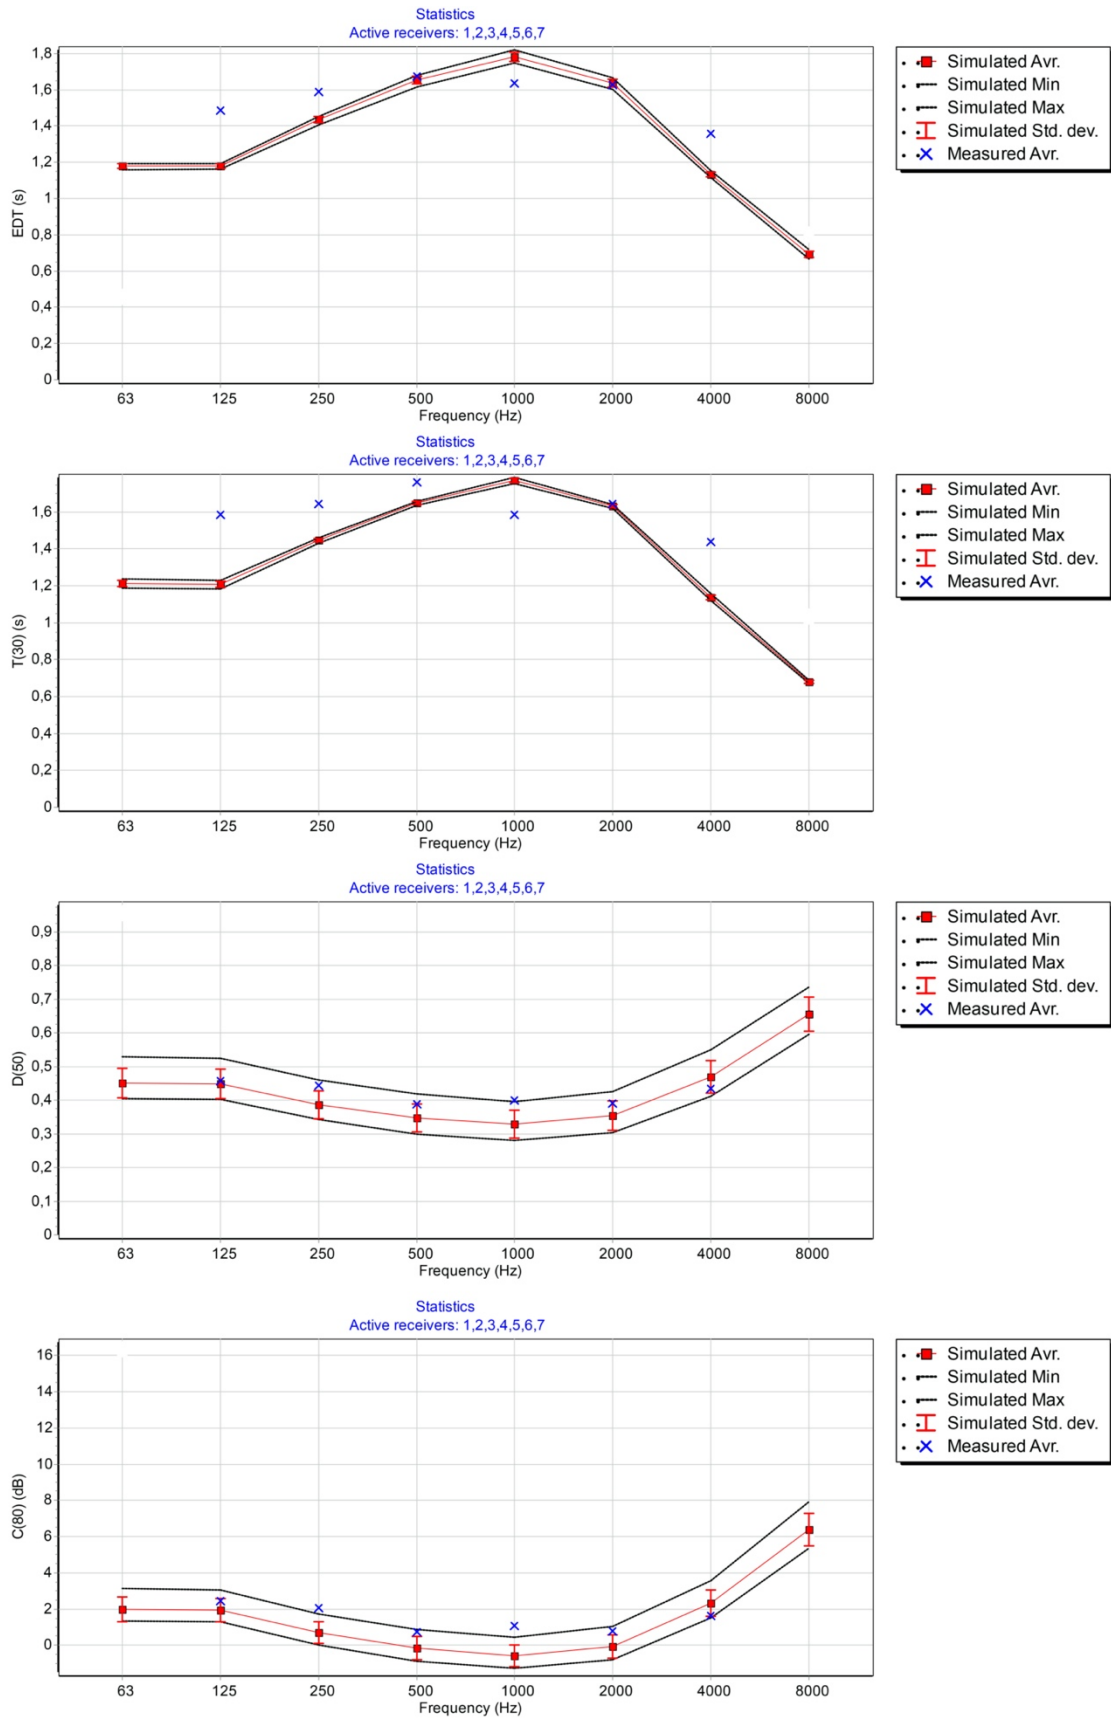 Statistics
Active receivers: 1,2,3,4,5,6,7
1,8
1,6
1,4
1,2
1
0,8
0,6
0,4
0,2
0
EDT (s)
63 125 250 500 1000 2000 4000 8000
Frequency (Hz)
Simulated Avr.
Simulated Min
Simulated Max
Simulated Std. dev.
Measured Avr.
Statistics
Active receivers: 1,2,3,4,5,6,7
1,6
1,4
1,2
1
0,8
0,6
0,4
0,2
0
T(30) (s)
63 125 250 500 1000 2000 4000 8000
Frequency (Hz)
Simulated Avr.
Simulated Min
Simulated Max
Simulated Std. dev.
Measured Avr.
Statistics
Active receivers: 1,2,3,4,5,6,7
0,9
0,8
0,7
0,6
0,5
0,4
0,3
0,2
0,1
0
D(50)
63 125 250 500 1000 2000 4000 8000
Frequency (Hz)
Simulated Avr.
Simulated Min
Simulated Max
Simulated Std. dev.
Measured Avr.
Statistics
Active receivers: 1,2,3,4,5,6,7
16
14
12
10
8
6
4
2
0
C(80) (dB)
63 125 250 500 1000 2000 4000 8000
Frequency (Hz)
Simulated Avr.
Simulated Min
Simulated Max
Simulated Std. dev.
Measured Avr.